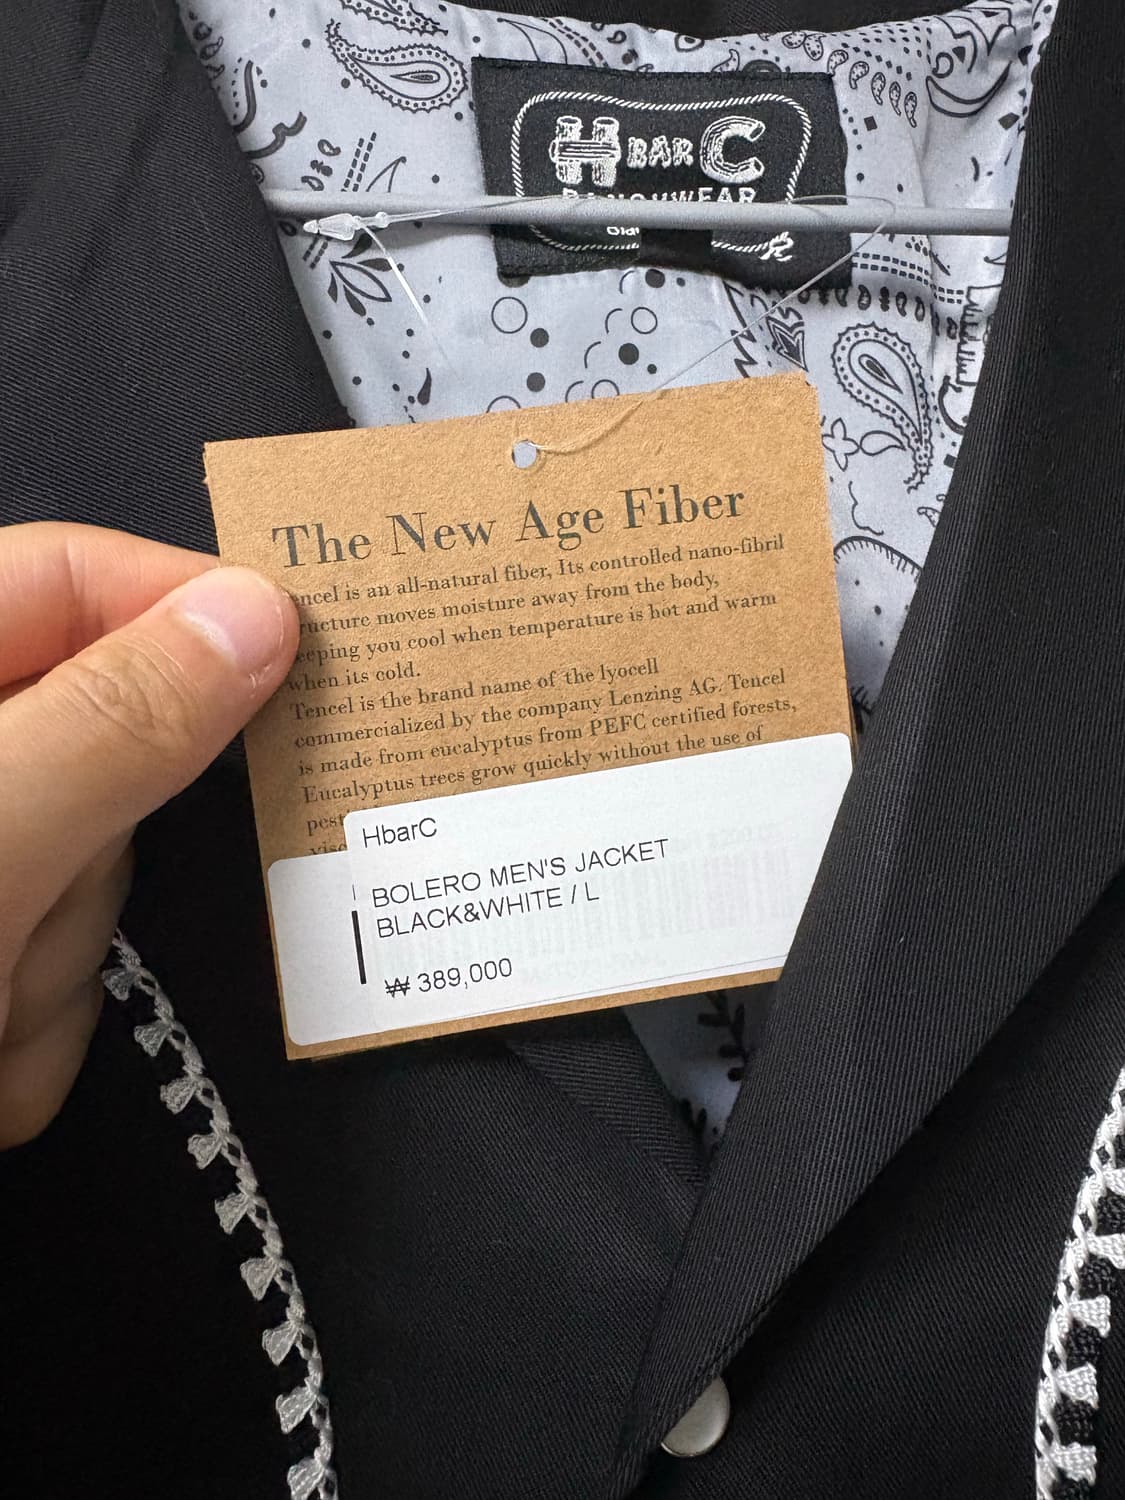 H BAR C
RANCHWEAR
The New Age Fiber
encel is an all-natural fiber, Its controlled nano-fibril
ructure moves moisture away from the body,
eeping you cool when temperature is hot and warm
when its cold.
Tencel is the brand name of the lyocell
commercialized by the company Lenzing AG. Tencel
is made from eucalyptus from PEFC certified forests,
Eucalyptus trees grow quickly without the use of
pest
HbarC
BOLERO MEN'S JACKET
BLACK&WHITE / L
₩ 389,000